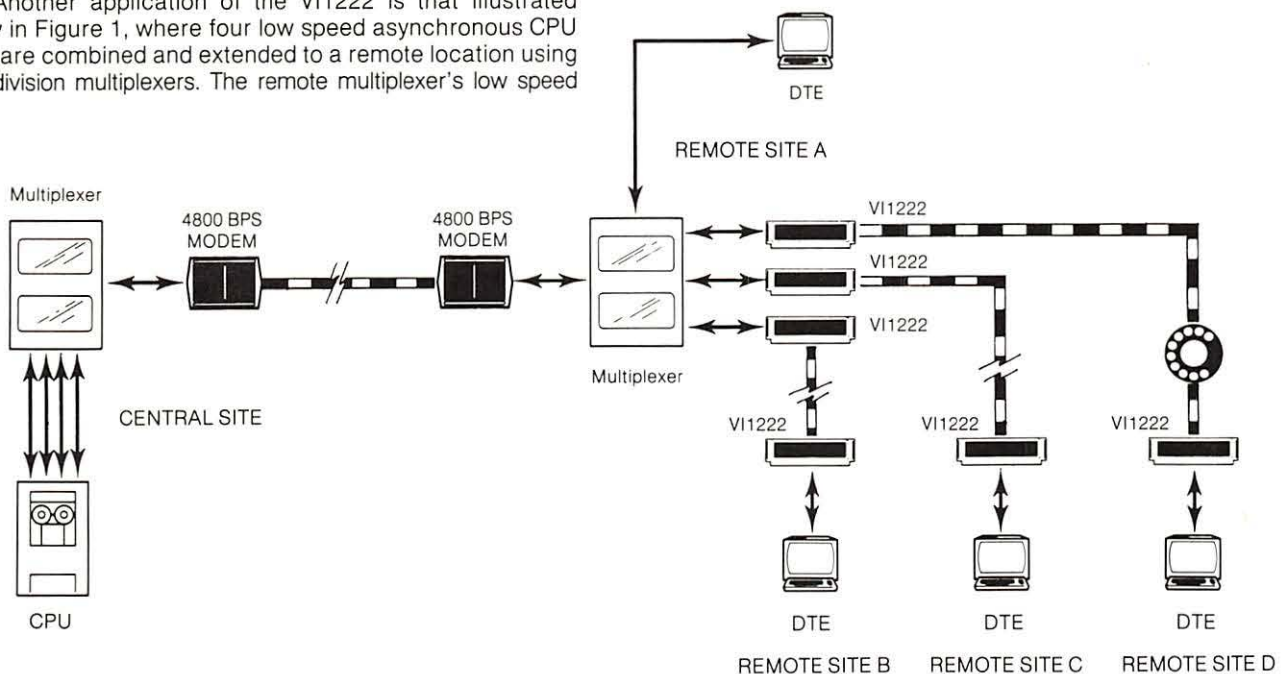 Another application of the VI1222 is that illustrated
in Figure 1, where four low speed asynchronous CPU
are combined and extended to a remote location using
division multiplexers. The remote multiplexer's low speed
DTE
REMOTE SITE A
Multiplexer
4800 BPS
MODEM
4800 BPS
MODEM
VI1222
VI1222
VI1222
Multiplexer
CENTRAL SITE
VI1222
VI1222
VI1222
CPU
DTE
DTE
DTE
REMOTE SITE B
REMOTE SITE C
REMOTE SITE D